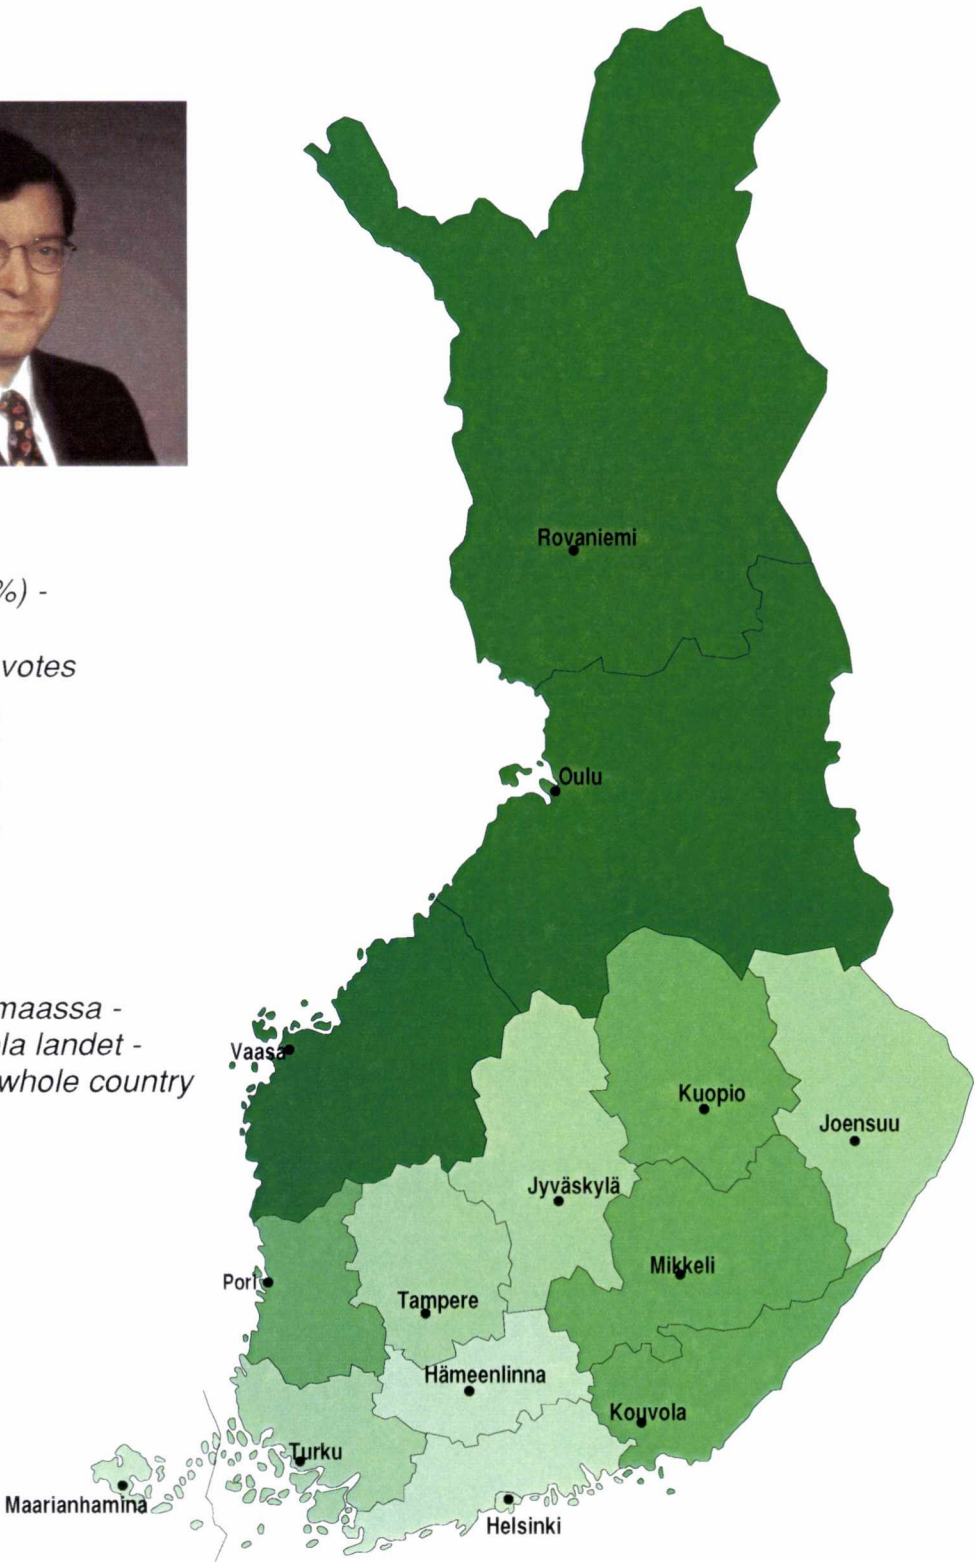 %) -
votes
maassa -
la landet -
whole country
Rovaniemi
Oulu
Vaasa
Kuopio
Joensuu
Jyväskylä
Mikkeli
Pori
Tampere
Hämeenlinna
Kouvola
Turku
Maarianhamina
Helsinki